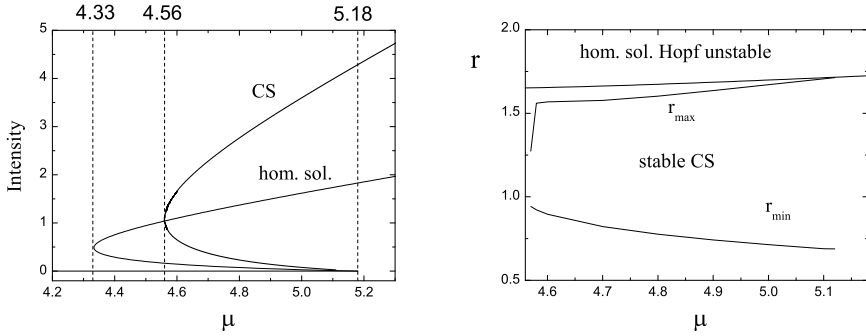 4.33 4.56 5.18
5
4
3
2
1
0
Intensity
CS
hom. sol.
4.2 4.4 4.6 4.8 5.0 5.2
μ
2.0
1.5
1.0
0.5
r
hom. sol. Hopf unstable
r_max
stable CS
r_min
4.6 4.7 4.8 4.9 5.0 5.1
μ